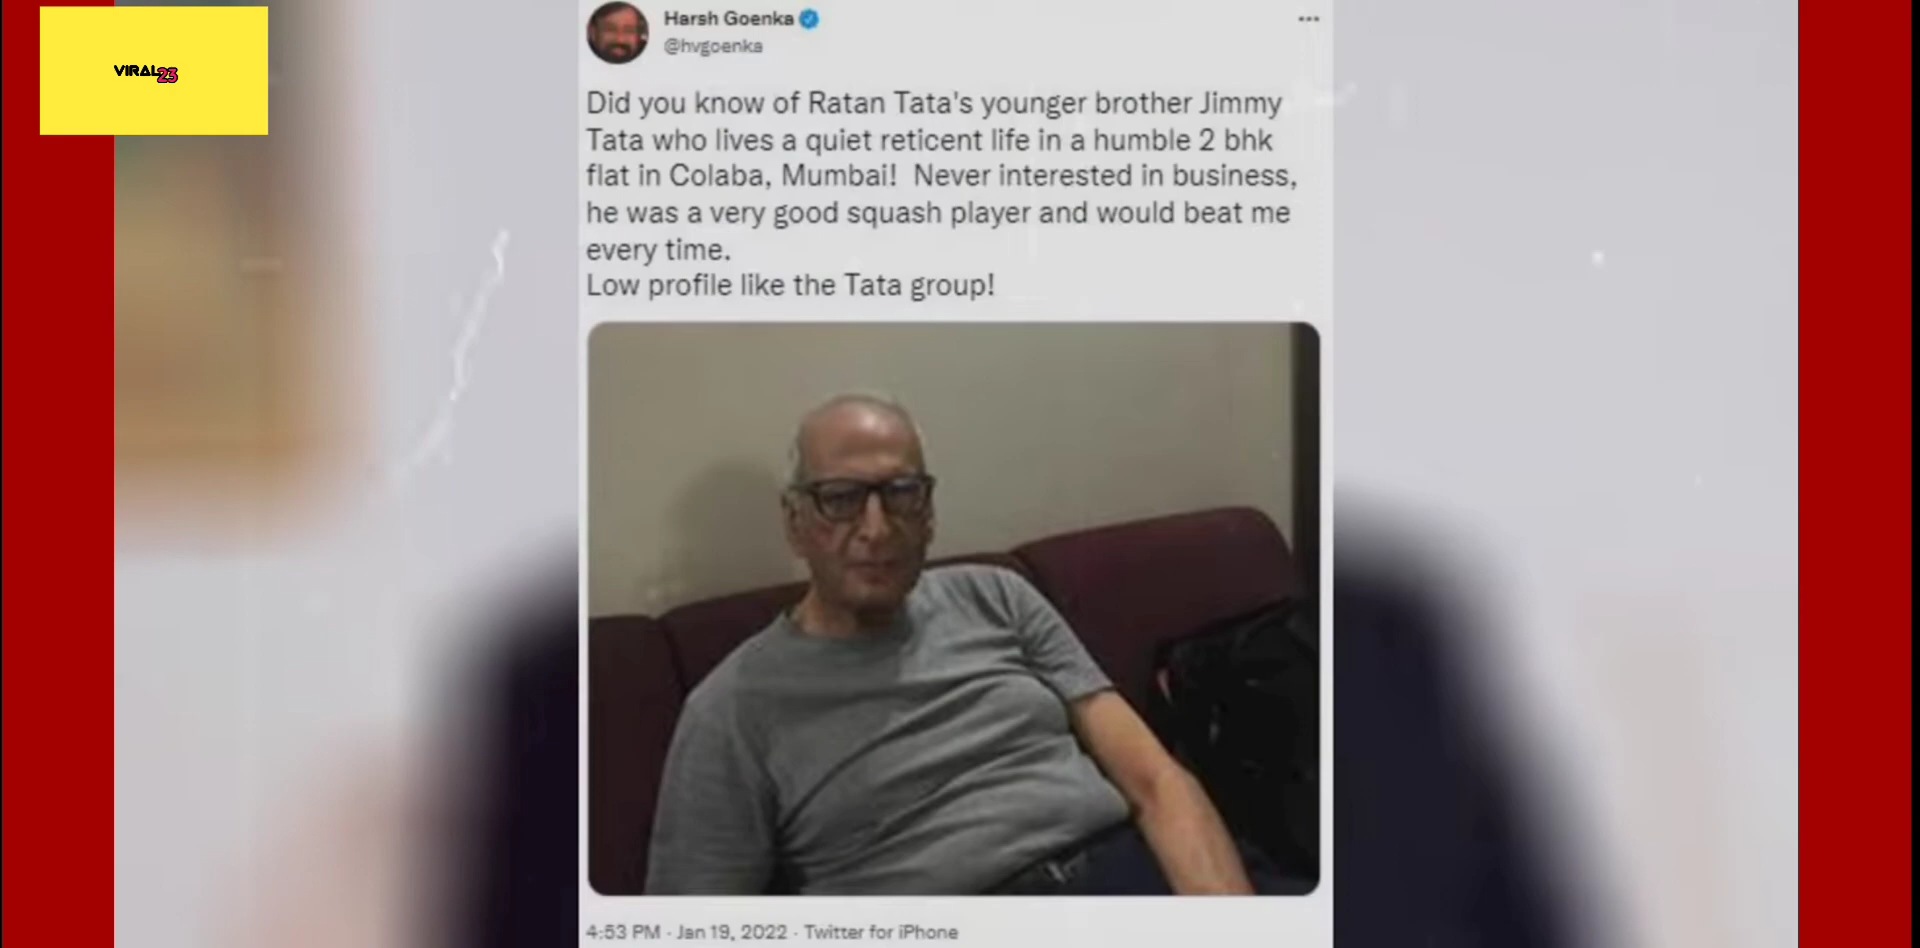 VIRAL23
Harsh Goenka
@hvgoenka
Did you know of Ratan Tata's younger brother Jimmy
Tata who lives a quiet reticent life in a humble 2 bhk
flat in Colaba, Mumbai!  Never interested in business,
he was a very good squash player and would beat me
every time.
Low profile like the Tata group!
4:53 PM · Jan 19, 2022 · Twitter for iPhone